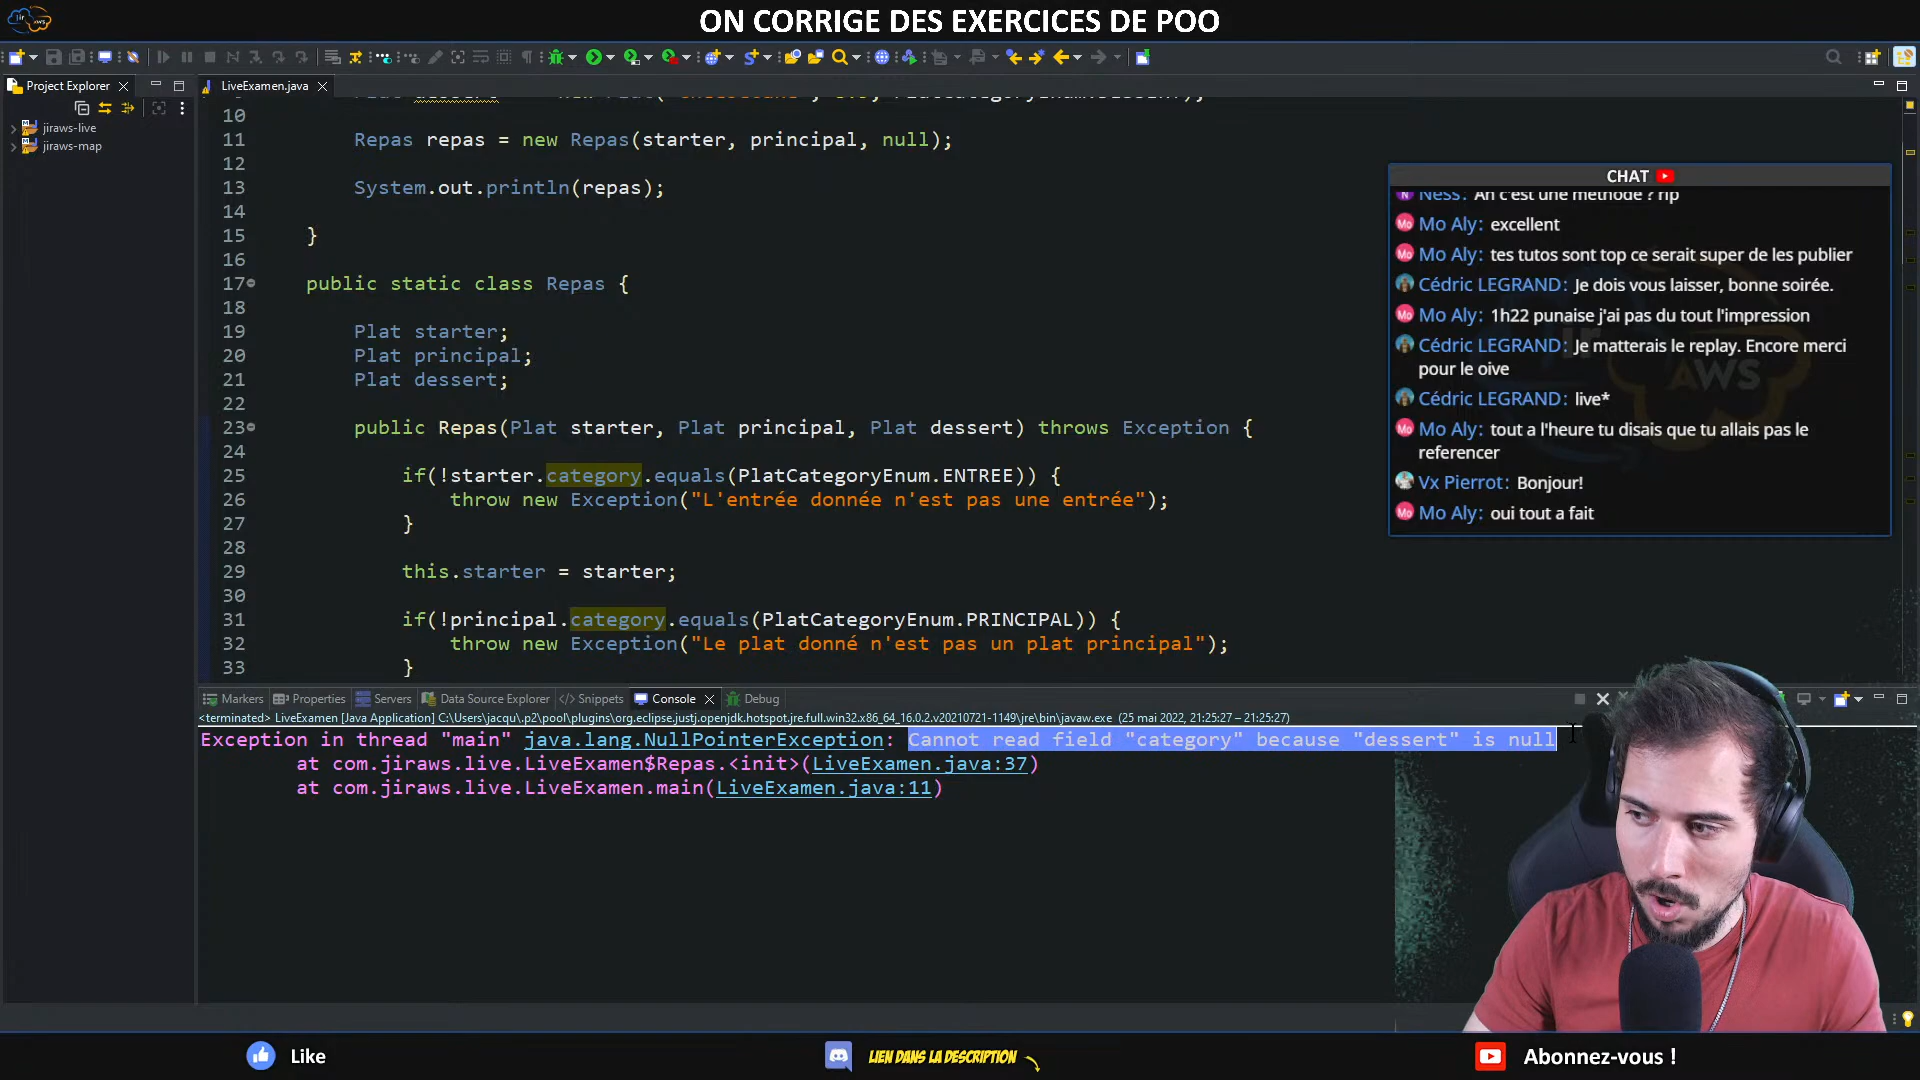 ON CORRIGE DES EXERCICES DE POO
Project Explorer
LiveExamen.java
jiraws-live
jiraws-map
10
11 Repas repas = new Repas(starter, principal, null);
12
13 System.out.println(repas);
14
15 }
16
17 public static class Repas {
18
19 Plat starter;
20 Plat principal;
21 Plat dessert;
22
23 public Repas(Plat starter, Plat principal, Plat dessert) throws Exception {
24
25 if(!starter.category.equals(PlatCategoryEnum.ENTREE)) {
26 throw new Exception("L'entrée donnée n'est pas une entrée");
27 }
28
29 this.starter = starter;
30
31 if(!principal.category.equals(PlatCategoryEnum.PRINCIPAL)) {
32 throw new Exception("Le plat donné n'est pas un plat principal");
33 }
CHAT
Ness: Ah c'est une méthode ? rip
Mo Aly: excellent
Mo Aly: tes tutos sont top ce serait super de les publier
Cédric LEGRAND: Je dois vous laisser, bonne soirée.
Mo Aly: 1h22 punaise j'ai pas du tout l'impression
Cédric LEGRAND: Je matterais le replay. Encore merci
pour le oive
Cédric LEGRAND: live*
Mo Aly: tout a l'heure tu disais que tu allais pas le
referencer
Vx Pierrot: Bonjour!
Mo Aly: oui tout a fait
Markers Properties Servers Data Source Explorer Snippets Console Debug
<terminated> LiveExamen [Java Application] C:\Users\jacqu\.p2\pool\plugins\org.eclipse.justj.openjdk.hotspot.jre.full.win32.x86_64_16.0.2.v20210721-1149\jre\bin\javaw.exe (25 mai 2022, 21:25:27 – 21:25:27)
Exception in thread "main" java.lang.NullPointerException: Cannot read field "category" because "dessert" is null
at com.jiraws.live.LiveExamen$Repas.<init>(LiveExamen.java:37)
at com.jiraws.live.LiveExamen.main(LiveExamen.java:11)
Like
LIEN DANS LA DESCRIPTION
Abonnez-vous !